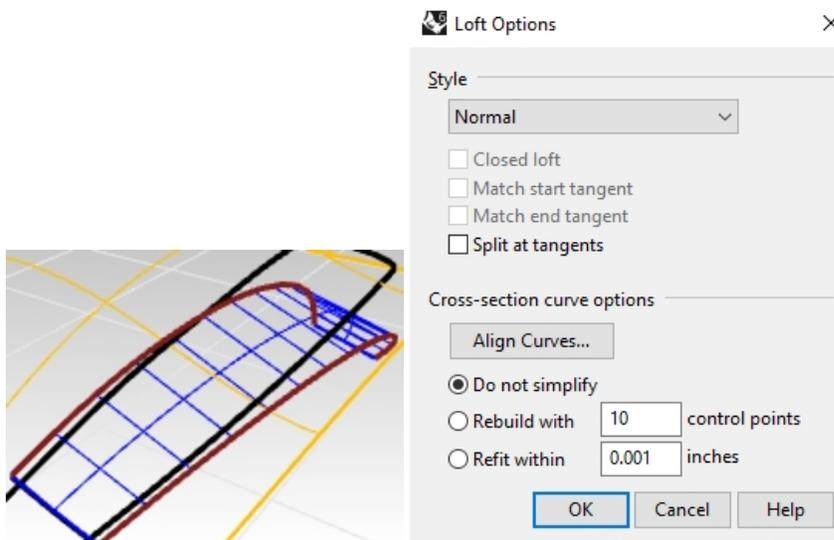 Loft Options
Style
Normal
Closed loft
Match start tangent
Match end tangent
Split at tangents
Cross-section curve options
Align Curves...
Do not simplify
Rebuild with 10 control points
Refit within 0.001 inches
OK Cancel Help